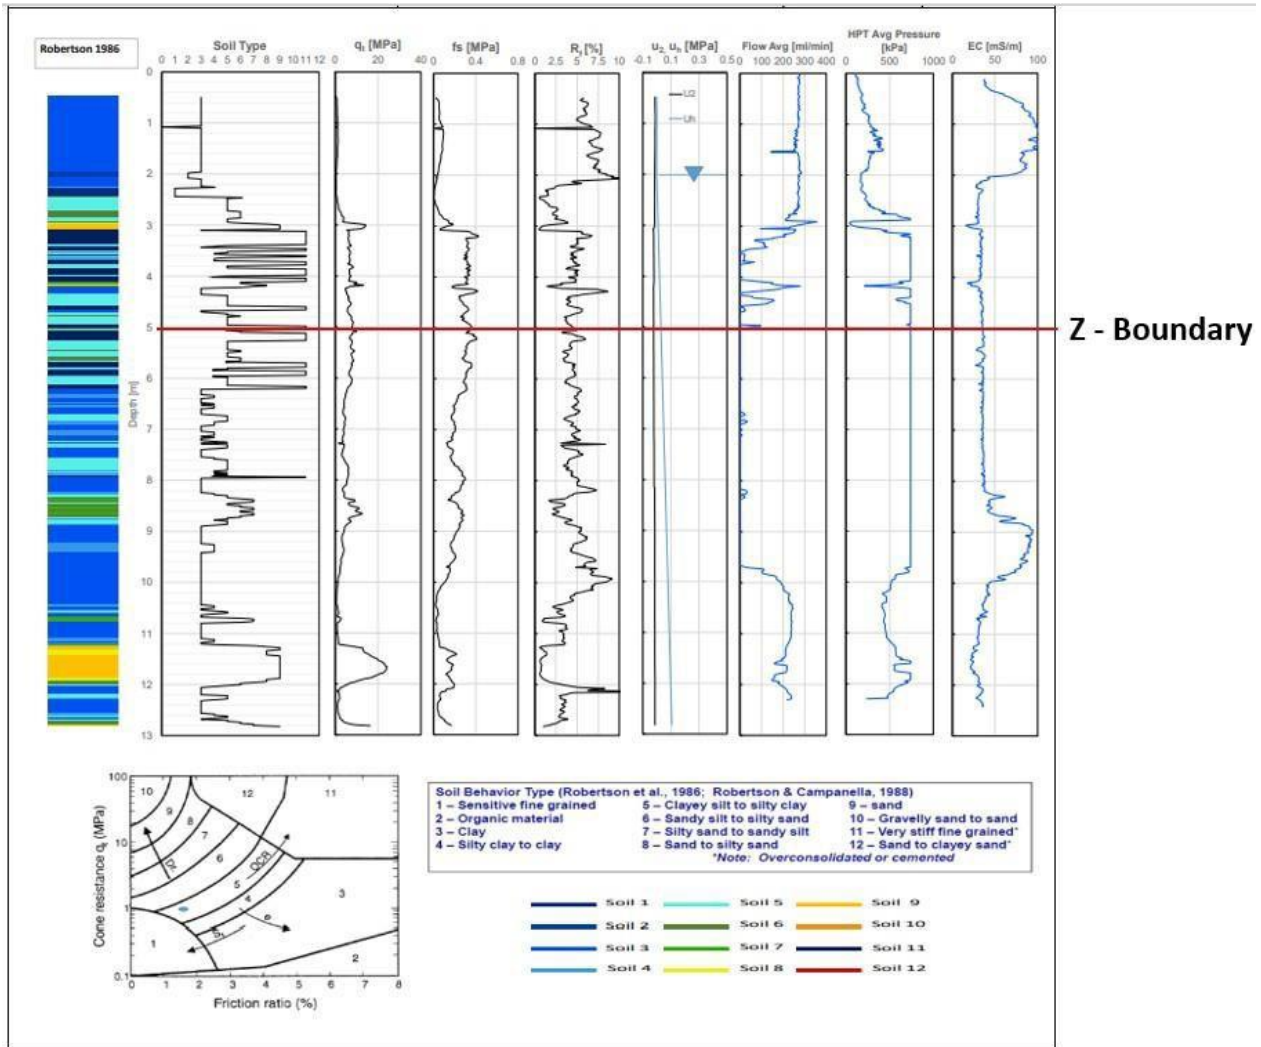 Robertson 1986
Soil Type
qt [MPa]
fs [MPa]
Rf [%]
u2, uh [MPa]
Flow Avg [ml/min]
HPT Avg Pressure
[kPa]
EC [mS/m]
0 1 2 3 4 5 6 7 8 9 10 11 12
0 20 40
0 0.4 0.8
0 2.5 5 7.5 10
-0.1 0.1 0.3 0.5
0 100 200 300 400
0 500 1000
0 50 100
0
1
2
3
4
5
6
7
8
9
10
11
12
13
Depth [m]
U2
Uh
Z - Boundary
100
10
1
0.1
Cone resistance qt (MPa)
0 1 2 3 4 5 6 7 8
Friction ratio (%)
10
9
8
7
6
5
4
3
2
1
12
11
Dr
OCR
e
St
Soil Behavior Type (Robertson et al., 1986; Robertson & Campanella, 1988)
1 – Sensitive fine grained 5 – Clayey silt to silty clay 9 – sand
2 – Organic material 6 – Sandy silt to silty sand 10 – Gravelly sand to sand
3 – Clay 7 – Silty sand to sandy silt 11 – Very stiff fine grained*
4 – Silty clay to clay 8 – Sand to silty sand 12 – Sand to clayey sand*
*Note: Overconsolidated or cemented
Soil 1 Soil 5 Soil 9
Soil 2 Soil 6 Soil 10
Soil 3 Soil 7 Soil 11
Soil 4 Soil 8 Soil 12